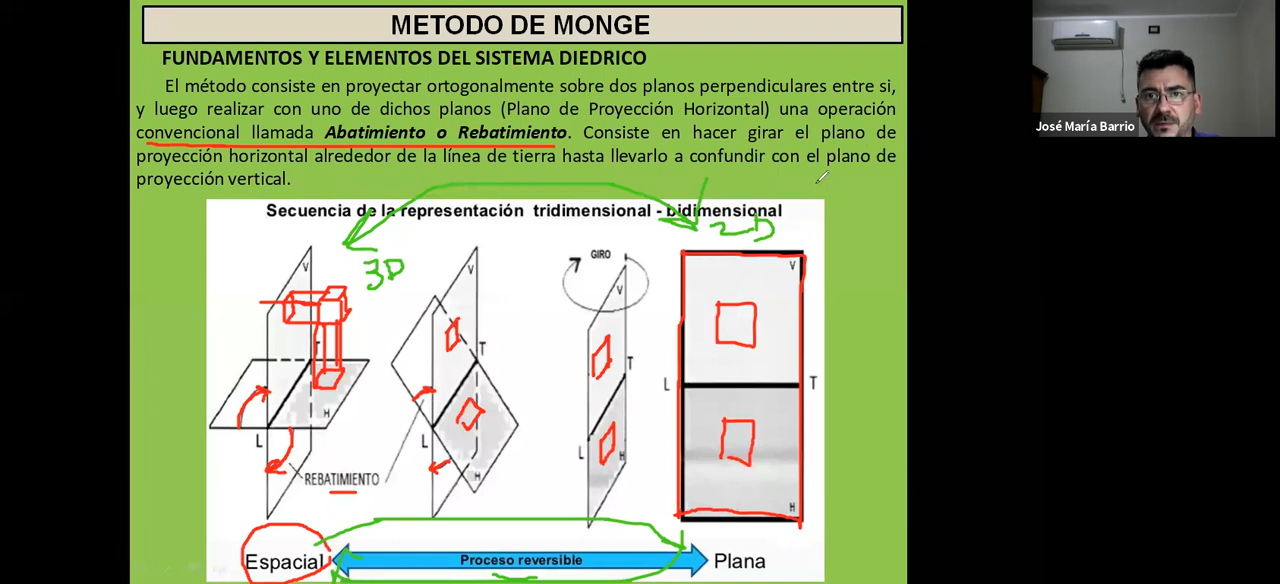 METODO DE MONGE
FUNDAMENTOS Y ELEMENTOS DEL SISTEMA DIEDRICO
El método consiste en proyectar ortogonalmente sobre dos planos perpendiculares entre si,
y luego realizar con uno de dichos planos (Plano de Proyección Horizontal) una operación
convencional llamada Abatimiento o Rebatimiento. Consiste en hacer girar el plano de
proyección horizontal alrededor de la línea de tierra hasta llevarlo a confundir con el plano de
proyección vertical.
José María Barrio
Secuencia de la representación tridimensional - bidimensional
3D
2D
V
T
H
L
REBATIMIENTO
V
T
L
H
GIRO
V
T
L
H
V
L
T
H
Espacial
Proceso reversible
Plana